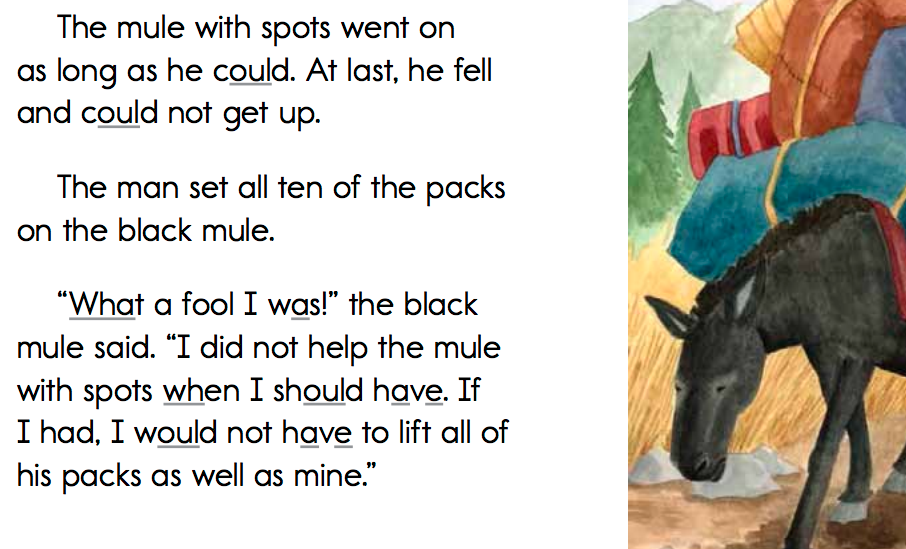 The mule with spots went on
as long as he could. At last, he fell
and could not get up.
The man set all ten of the packs
on the black mule.
“What a fool I was!” the black
mule said. “I did not help the mule
with spots when I should have. If
I had, I would not have to lift all of
his packs as well as mine.”